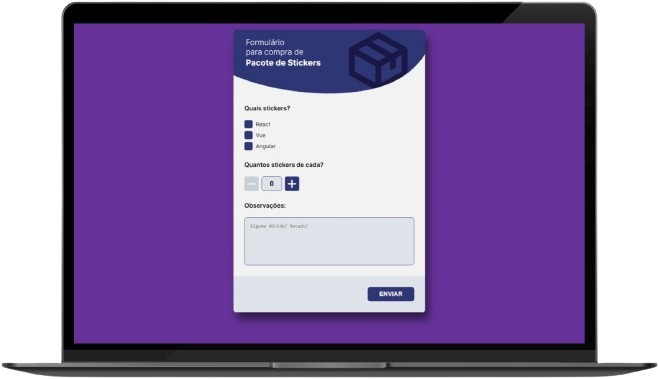 Formulário
para compra de
Pacote de Stickers
Quais stickers?
React
Vue
Angular
Quantos stickers de cada?
0
Observações:
Alguma dúvida? Recado?
ENVIAR